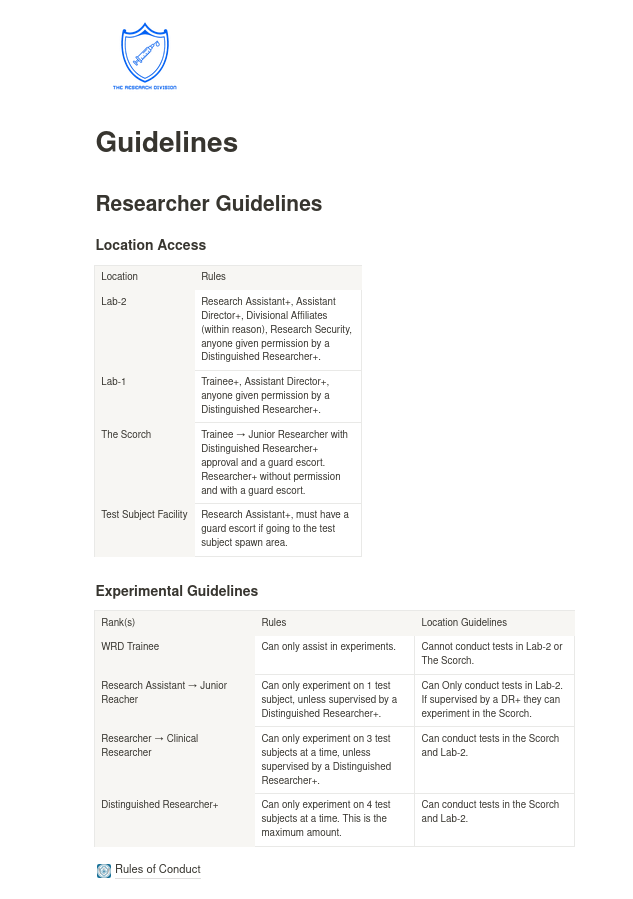 THE RESEARCH DIVISION
Guidelines
Researcher Guidelines
Location Access
Location Rules
Lab-2
Research Assistant+, Assistant
Director+, Divisional Affiliates
(within reason), Research Security,
anyone given permission by a
Distinguished Researcher+.
Lab-1
Trainee+, Assistant Director+,
anyone given permission by a
Distinguished Researcher+.
The Scorch
Trainee → Junior Researcher with
Distinguished Researcher+
approval and a guard escort.
Researcher+ without permission
and with a guard escort.
Test Subject Facility
Research Assistant+, must have a
guard escort if going to the test
subject spawn area.
Experimental Guidelines
Rank(s) Rules Location Guidelines
WRD Trainee
Can only assist in experiments.
Cannot conduct tests in Lab-2 or
The Scorch.
Research Assistant → Junior
Reacher
Can only experiment on 1 test
subject, unless supervised by a
Distinguished Researcher+.
Can Only conduct tests in Lab-2.
If supervised by a DR+ they can
experiment in the Scorch.
Researcher → Clinical
Researcher
Can only experiment on 3 test
subjects at a time, unless
supervised by a Distinguished
Researcher+.
Can conduct tests in the Scorch
and Lab-2.
Distinguished Researcher+
Can only experiment on 4 test
subjects at a time. This is the
maximum amount.
Can conduct tests in the Scorch
and Lab-2.
Rules of Conduct